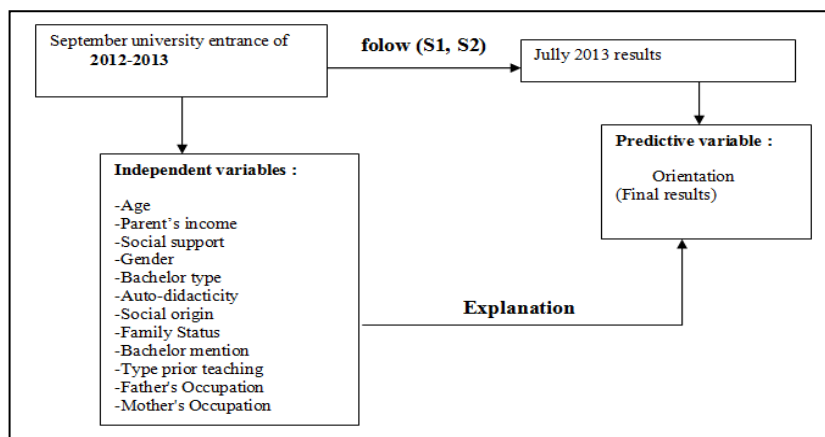 September university entrance of
2012-2013
folow (S1, S2)
Jully 2013 results
Independent variables :
-Age
-Parent's income
-Social support
-Gender
-Bachelor type
-Auto-didacticity
-Social origin
-Family Status
-Bachelor mention
-Type prior teaching
-Father's Occupation
-Mother's Occupation
Explanation
Predictive variable :
Orientation
(Final results)